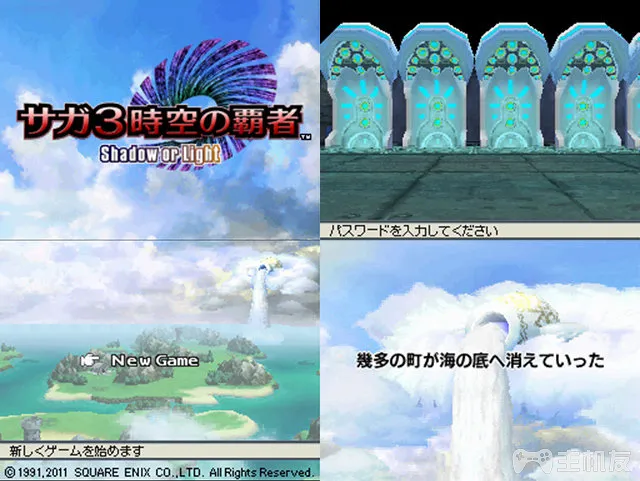 サガ3時空の覇者
TM
Shadow or Light
パスワードを入力してください
New Game
幾多の町が海の底へ消えていった
新しくゲームを始めます
© 1991,2011 SQUARE ENIX CO.,LTD. All Rights Reserved.
主机友